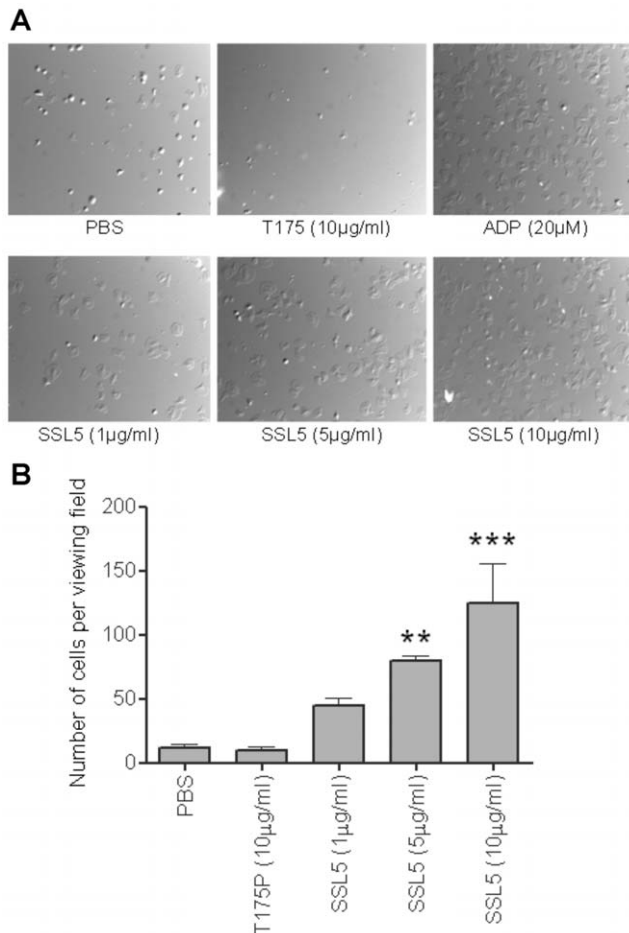 A
PBS T175 (10µg/ml) ADP (20µM)
SSL5 (1µg/ml) SSL5 (5µg/ml) SSL5 (10µg/ml)
B
Number of cells per viewing field
200
150
100
50
0
**
***
PBS
T175P (10µg/ml)
SSL5 (1µg/ml)
SSL5 (5µg/ml)
SSL5 (10µg/ml)